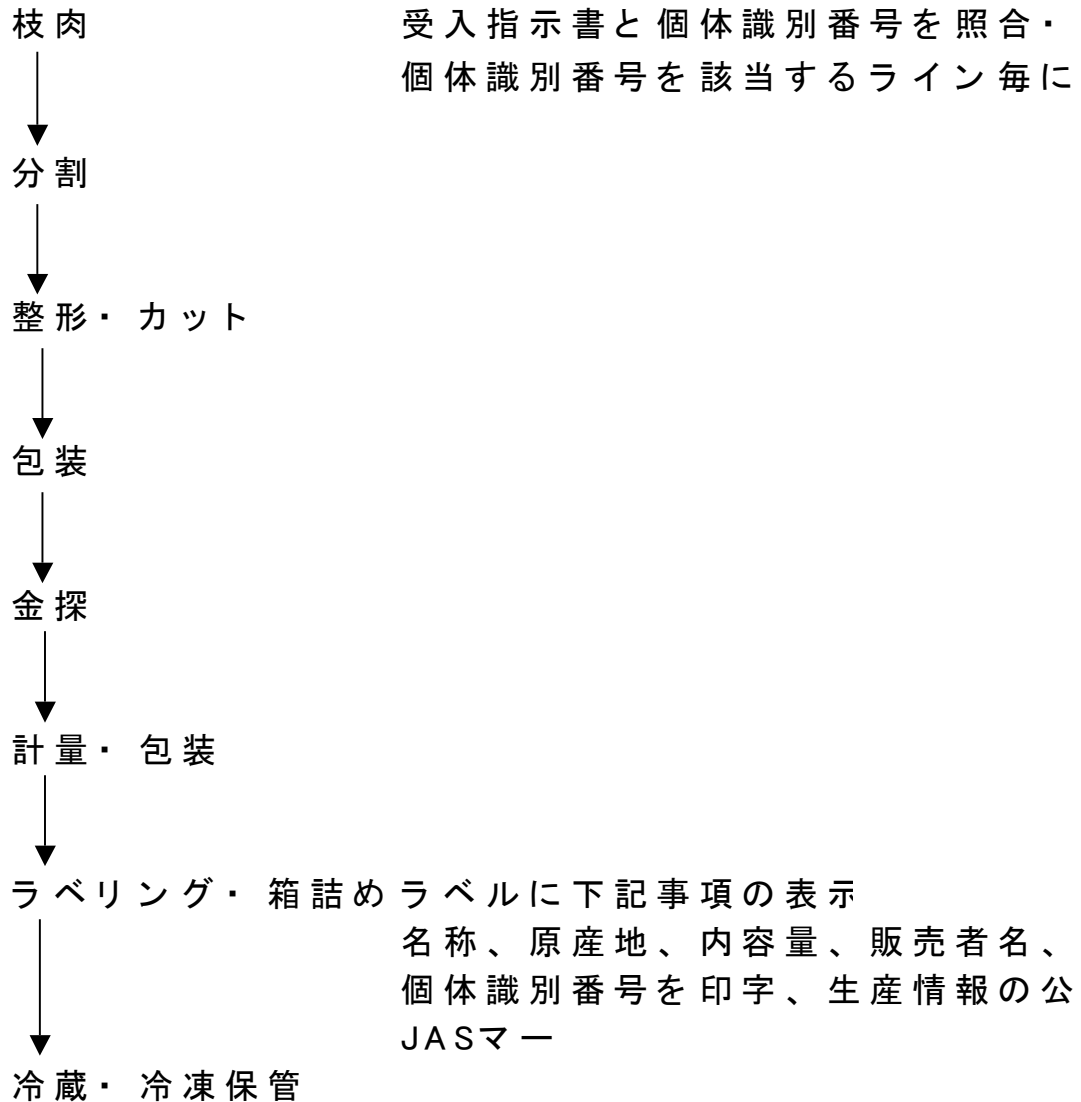 枝肉 受入指示書と個体識別番号を照合・
個体識別番号を該当するライン毎に
分割
整形・カット
包装
金探
計量・包装
ラベリング・箱詰め ラベルに下記事項の表示
名称、原産地、内容量、販売者名、
個体識別番号を印字、生産情報の公
JASマー
冷蔵・冷凍保管